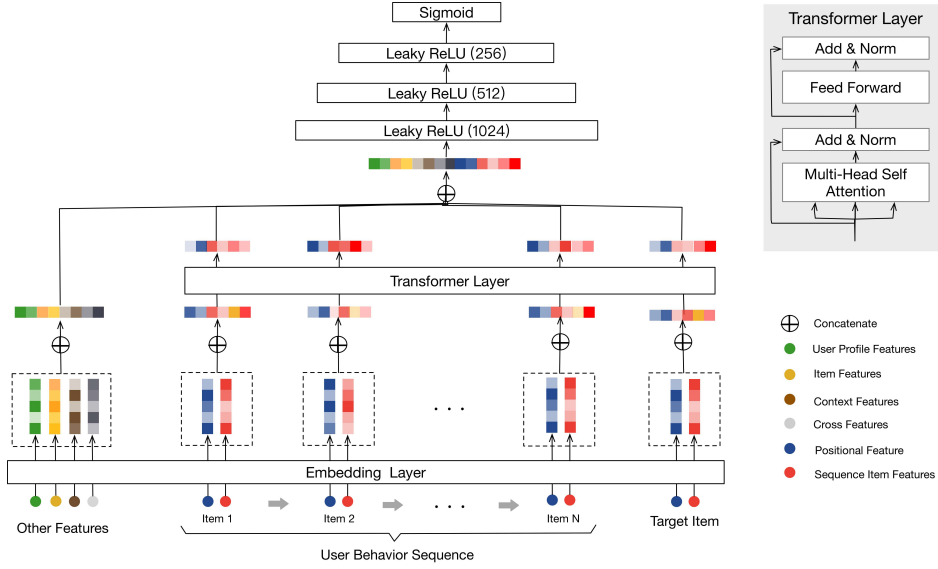 Sigmoid
Leaky ReLU (256)
Leaky ReLU (512)
Leaky ReLU (1024)
Transformer Layer
Embedding Layer
Other Features
Item 1
Item 2
. . .
. . .
Item N
Target Item
User Behavior Sequence
Transformer Layer
Add & Norm
Feed Forward
Add & Norm
Multi-Head Self
Attention
Concatenate
User Profile Features
Item Features
Context Features
Cross Features
Positional Feature
Sequence Item Features